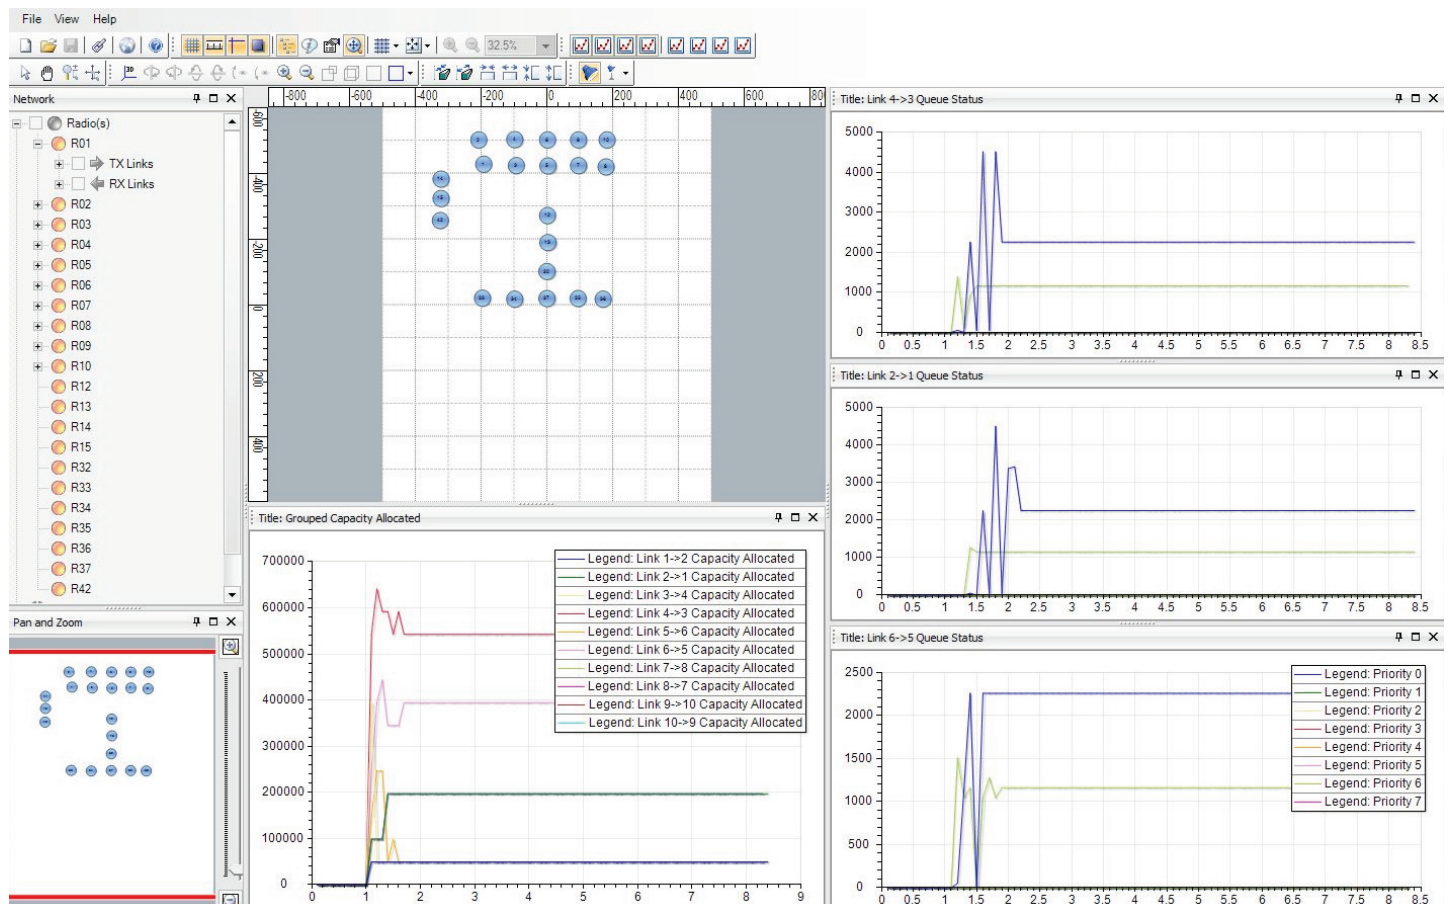 File View Help
32.5%
Network
Radio(s)
R01
TX Links
RX Links
R02
R03
R04
R05
R06
R07
R08
R09
R10
R12
R13
R14
R15
R32
R33
R34
R35
R36
R37
R42
Pan and Zoom
-800 -600 -400 -200 0 200 400 600 800
-600
-400
-200
0
200
400
Title: Grouped Capacity Allocated
700000
600000
500000
400000
300000
200000
100000
0
0 1 2 3 4 5 6 7 8 9
Legend: Link 1->2 Capacity Allocated
Legend: Link 2->1 Capacity Allocated
Legend: Link 3->4 Capacity Allocated
Legend: Link 4->3 Capacity Allocated
Legend: Link 5->6 Capacity Allocated
Legend: Link 6->5 Capacity Allocated
Legend: Link 7->8 Capacity Allocated
Legend: Link 8->7 Capacity Allocated
Legend: Link 9->10 Capacity Allocated
Legend: Link 10->9 Capacity Allocated
Title: Link 4->3 Queue Status
5000
4000
3000
2000
1000
0
0 0.5 1 1.5 2 2.5 3 3.5 4 4.5 5 5.5 6 6.5 7 7.5 8 8.5
Title: Link 2->1 Queue Status
5000
4000
3000
2000
1000
0
0 0.5 1 1.5 2 2.5 3 3.5 4 4.5 5 5.5 6 6.5 7 7.5 8 8.5
Title: Link 6->5 Queue Status
2500
2000
1500
1000
500
0
0 0.5 1 1.5 2 2.5 3 3.5 4 4.5 5 5.5 6 6.5 7 7.5 8 8.5
Legend: Priority 0
Legend: Priority 1
Legend: Priority 2
Legend: Priority 3
Legend: Priority 4
Legend: Priority 5
Legend: Priority 6
Legend: Priority 7